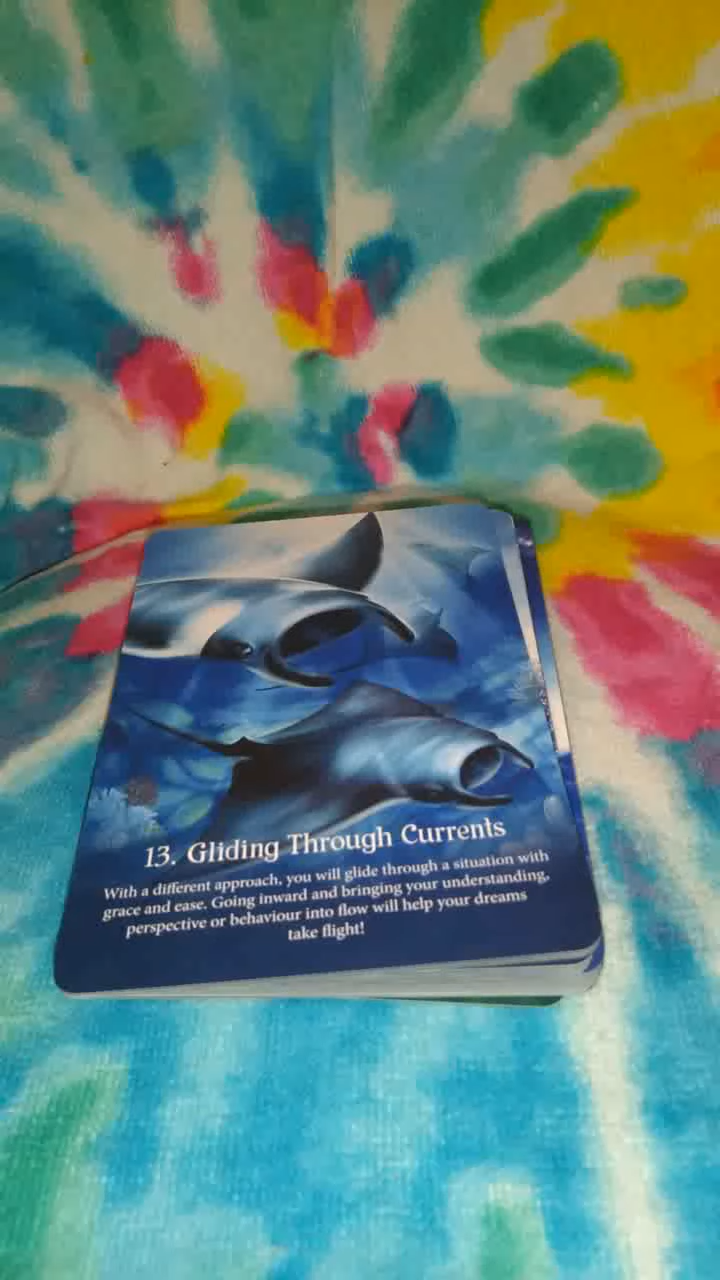 13. Gliding Through Currents
With a different approach, you will glide through a situation with
grace and ease. Going inward and bringing your understanding,
perspective or behaviour into flow will help your dreams
take flight!